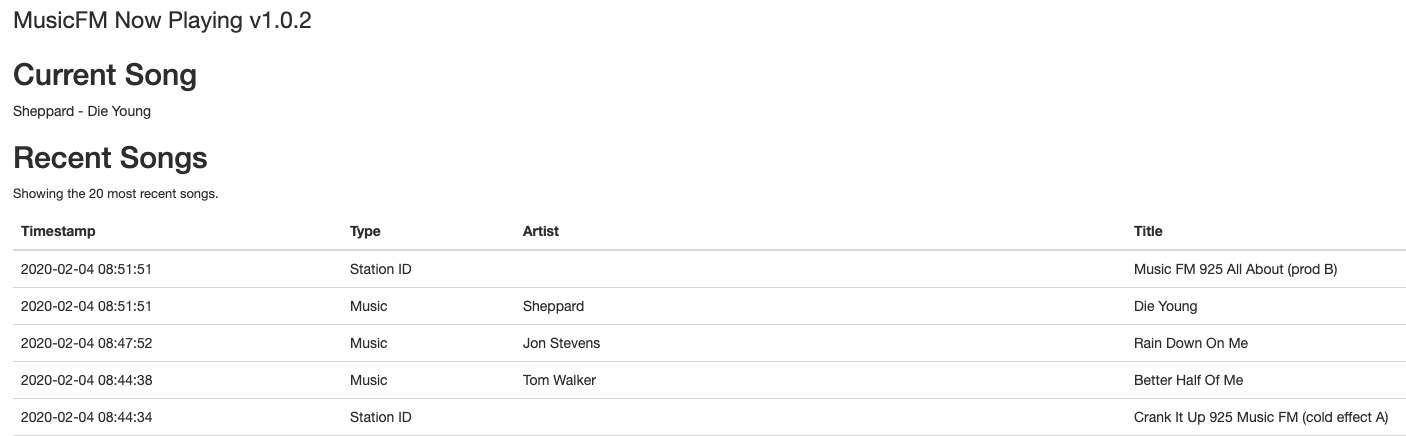 MusicFM Now Playing v1.0.2
Current Song
Sheppard - Die Young
Recent Songs
Showing the 20 most recent songs.
Timestamp Type Artist Title
2020-02-04 08:51:51 Station ID Music FM 925 All About (prod B)
2020-02-04 08:51:51 Music Sheppard Die Young
2020-02-04 08:47:52 Music Jon Stevens Rain Down On Me
2020-02-04 08:44:38 Music Tom Walker Better Half Of Me
2020-02-04 08:44:34 Station ID Crank It Up 925 Music FM (cold effect A)